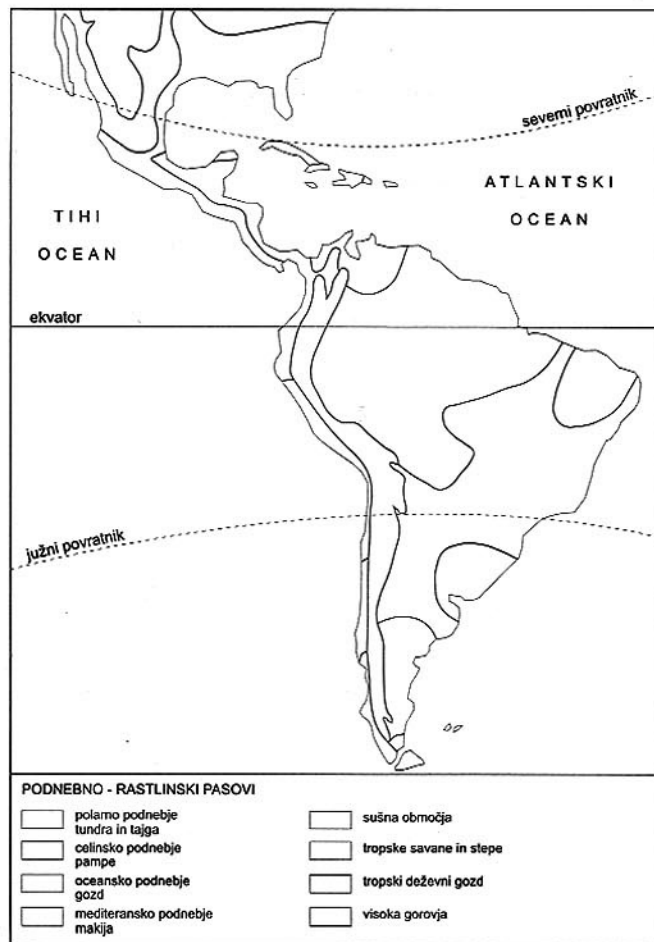 severni povratnik
ATLANTSKI
OCEAN
TIHI
OCEAN
ekvator
južni povratnik
PODNEBNO - RASTLINSKI PASOVI
polarno podnebje
tundra in tajga
celinsko podnebje
pampe
oceansko podnebje
gozd
mediteransko podnebje
makija
sušna območja
tropske savane in stepe
tropski deževni gozd
visoka gorovja